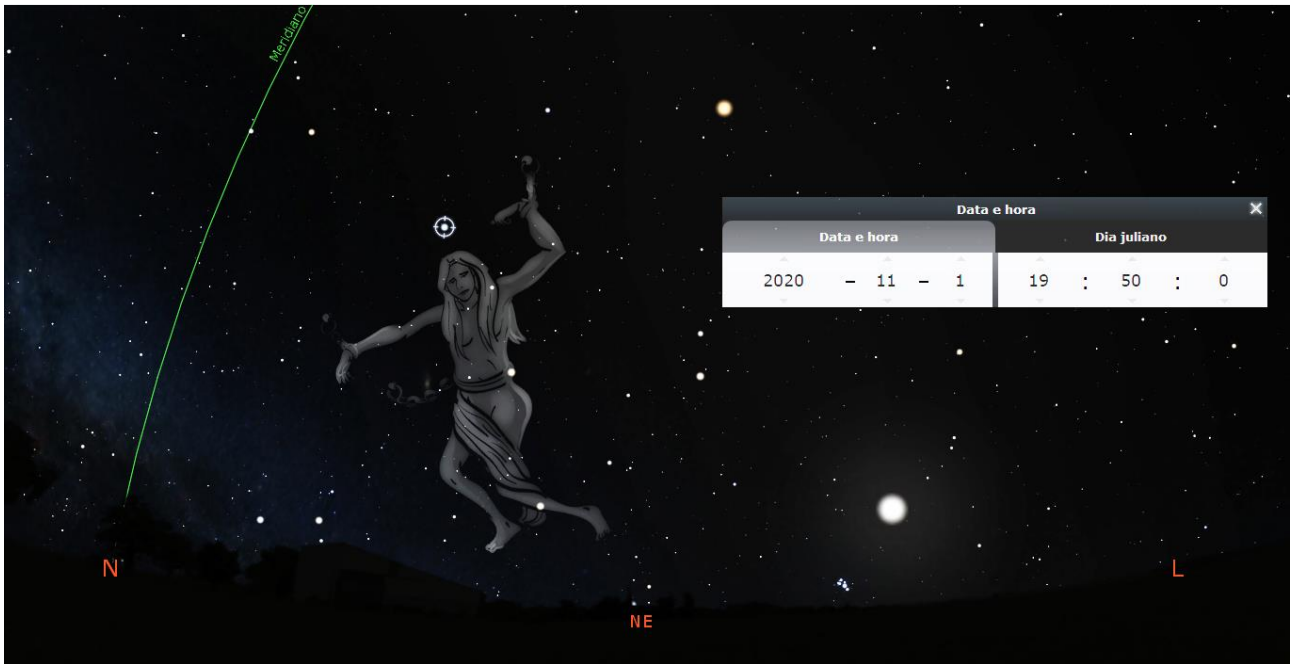 Meridiano
Data e hora
Data e hora Dia juliano
2020 - 11 - 1 19 : 50 : 0
N
L
NE